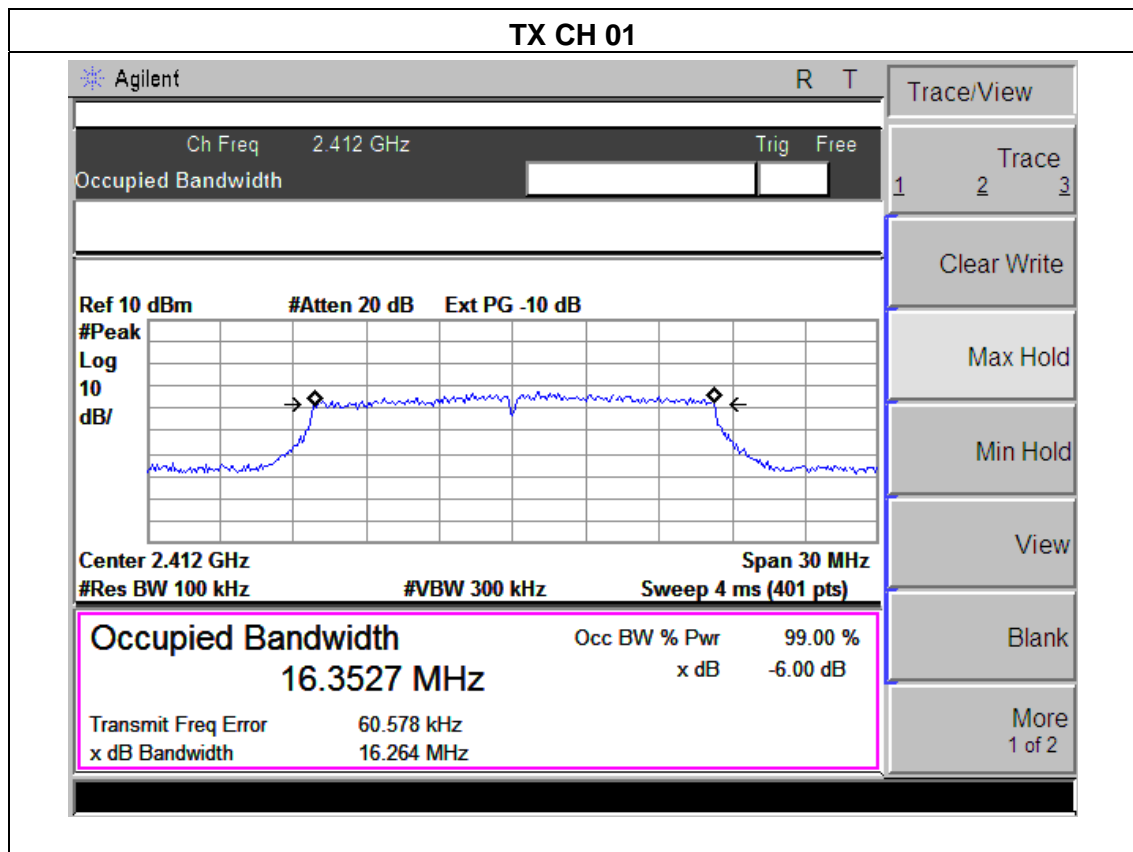 TX CH 01
Agilent R T
Trace/View
Ch Freq 2.412 GHz Trig Free
Occupied Bandwidth
Trace
1 2 3
Clear Write
Ref 10 dBm #Atten 20 dB Ext PG -10 dB
#Peak
Log
10
dB/
Max Hold
Min Hold
View
Center 2.412 GHz Span 30 MHz
#Res BW 100 kHz #VBW 300 kHz Sweep 4 ms (401 pts)
Occupied Bandwidth Occ BW % Pwr 99.00 %
16.3527 MHz x dB -6.00 dB
Blank
Transmit Freq Error 60.578 kHz
x dB Bandwidth 16.264 MHz
More
1 of 2